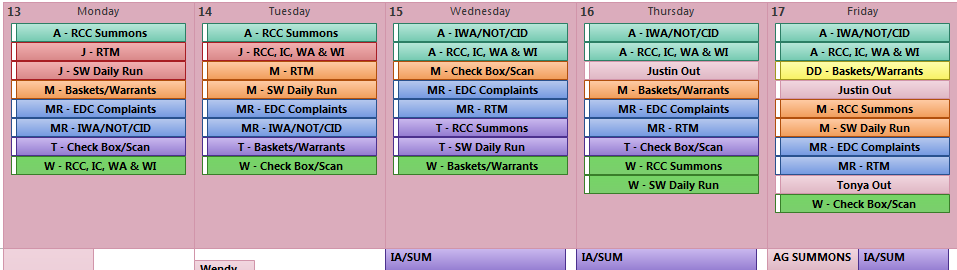 13 Monday
A - RCC Summons
J - RTM
J - SW Daily Run
M - Baskets/Warrants
MR - EDC Complaints
MR - IWA/NOT/CID
T - Check Box/Scan
W - RCC, IC, WA & WI
14 Tuesday
A - RCC Summons
J - RCC, IC, WA & WI
M - RTM
M - SW Daily Run
MR - EDC Complaints
MR - IWA/NOT/CID
T - Baskets/Warrants
W - Check Box/Scan
Wendy
15 Wednesday
A - IWA/NOT/CID
A - RCC, IC, WA & WI
M - Check Box/Scan
MR - EDC Complaints
MR - RTM
T - RCC Summons
T - SW Daily Run
W - Baskets/Warrants
IA/SUM
16 Thursday
A - IWA/NOT/CID
A - RCC, IC, WA & WI
Justin Out
M - Baskets/Warrants
MR - EDC Complaints
MR - RTM
T - Check Box/Scan
W - RCC Summons
W - SW Daily Run
IA/SUM
17 Friday
A - IWA/NOT/CID
A - RCC, IC, WA & WI
DD - Baskets/Warrants
Justin Out
M - RCC Summons
M - SW Daily Run
MR - EDC Complaints
MR - RTM
Tonya Out
W - Check Box/Scan
AG SUMMONS
IA/SUM